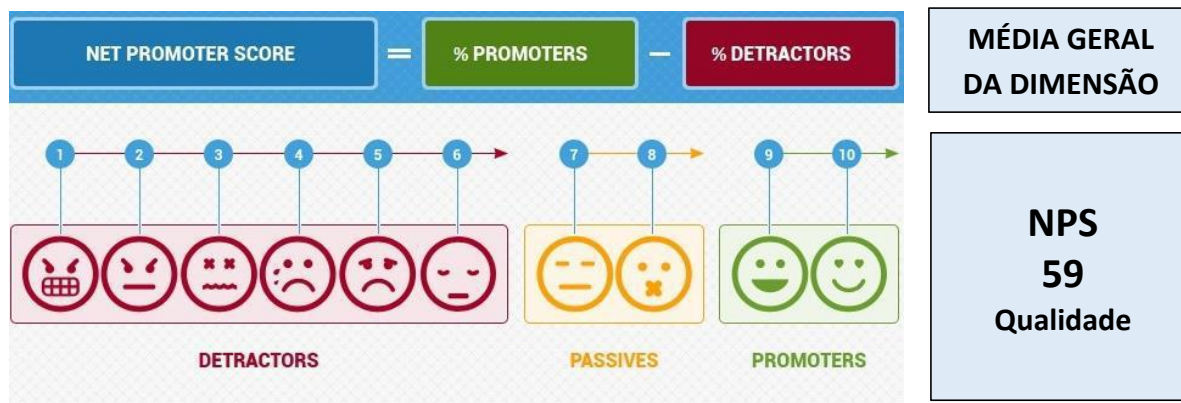 NET PROMOTER SCORE = % PROMOTERS − % DETRACTORS
1 2 3 4 5 6 7 8 9 10
DETRACTORS PASSIVES PROMOTERS
MÉDIA GERAL
DA DIMENSÃO
NPS
59
Qualidade